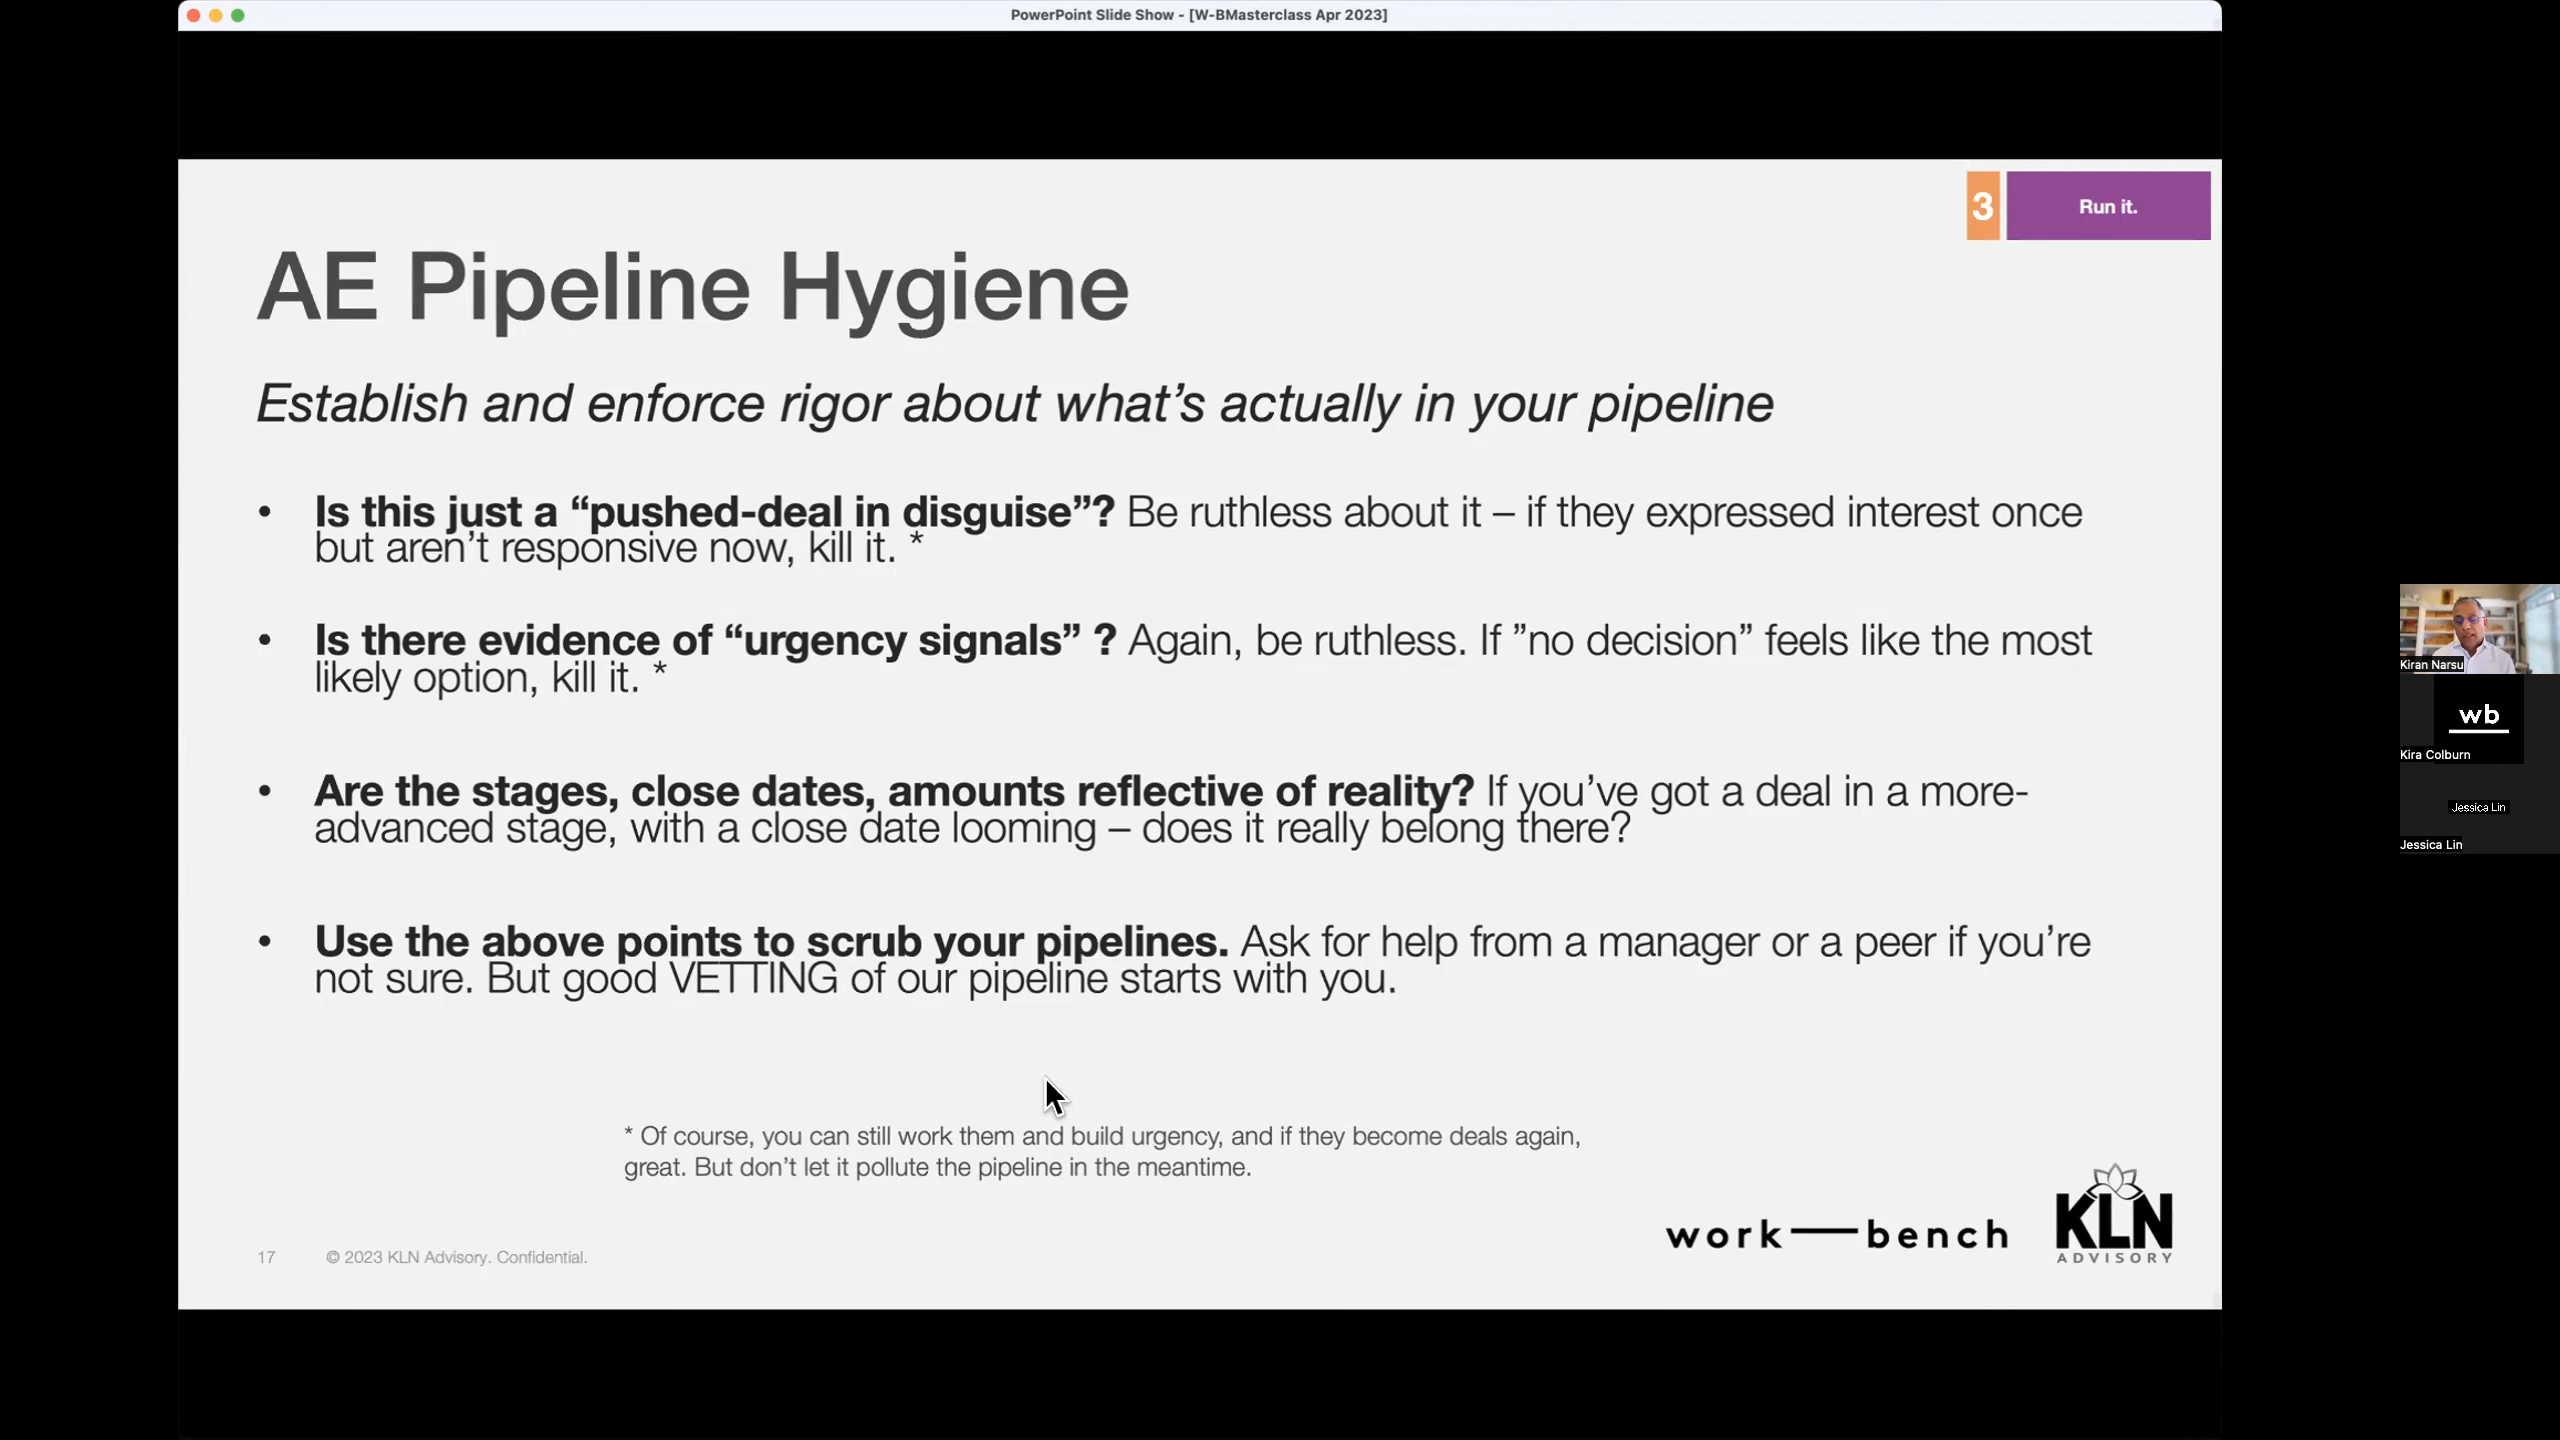 PowerPoint Slide Show - [W-BMasterclass Apr 2023]
3
Run it.
AE Pipeline Hygiene
Establish and enforce rigor about what’s actually in your pipeline
• Is this just a “pushed-deal in disguise”? Be ruthless about it – if they expressed interest once
but aren’t responsive now, kill it. *
• Is there evidence of “urgency signals” ? Again, be ruthless. If ”no decision” feels like the most
likely option, kill it. *
• Are the stages, close dates, amounts reflective of reality? If you’ve got a deal in a more-
advanced stage, with a close date looming – does it really belong there?
• Use the above points to scrub your pipelines. Ask for help from a manager or a peer if you’re
not sure. But good VETTING of our pipeline starts with you.
* Of course, you can still work them and build urgency, and if they become deals again,
great. But don’t let it pollute the pipeline in the meantime.
17
© 2023 KLN Advisory. Confidential.
work—bench
KLN
ADVISORY
Kiran Narsu
wb
Kira Colburn
Jessica Lin
Jessica Lin